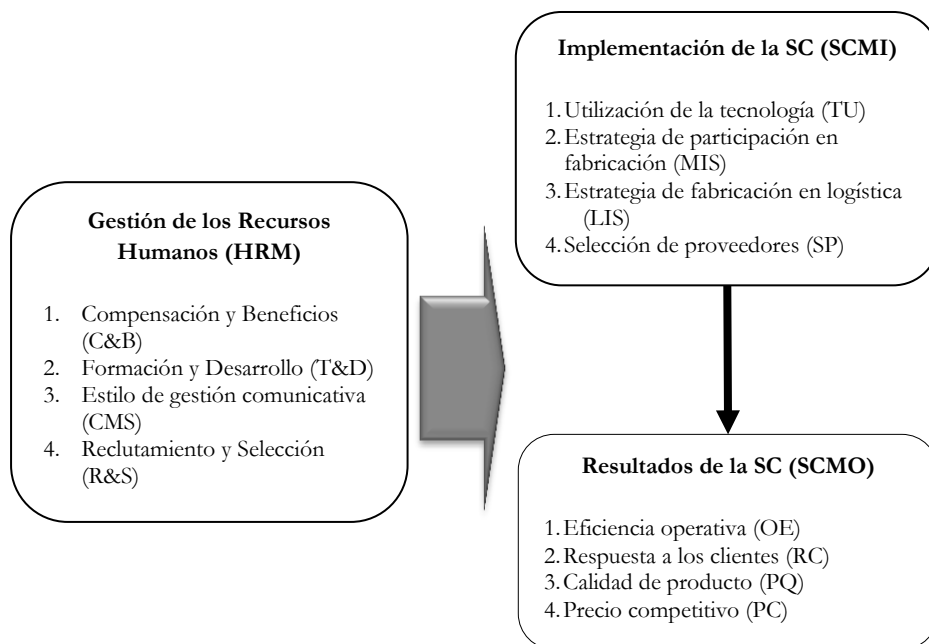 Implementación de la SC (SCMI)
1. Utilización de la tecnología (TU)
2. Estrategia de participación en
fabricación (MIS)
3. Estrategia de fabricación en logística
(LIS)
4. Selección de proveedores (SP)
Gestión de los Recursos
Humanos (HRM)
1. Compensación y Beneficios
(C&B)
2. Formación y Desarrollo (T&D)
3. Estilo de gestión comunicativa
(CMS)
4. Reclutamiento y Selección
(R&S)
Resultados de la SC (SCMO)
1. Eficiencia operativa (OE)
2. Respuesta a los clientes (RC)
3. Calidad de producto (PQ)
4. Precio competitivo (PC)